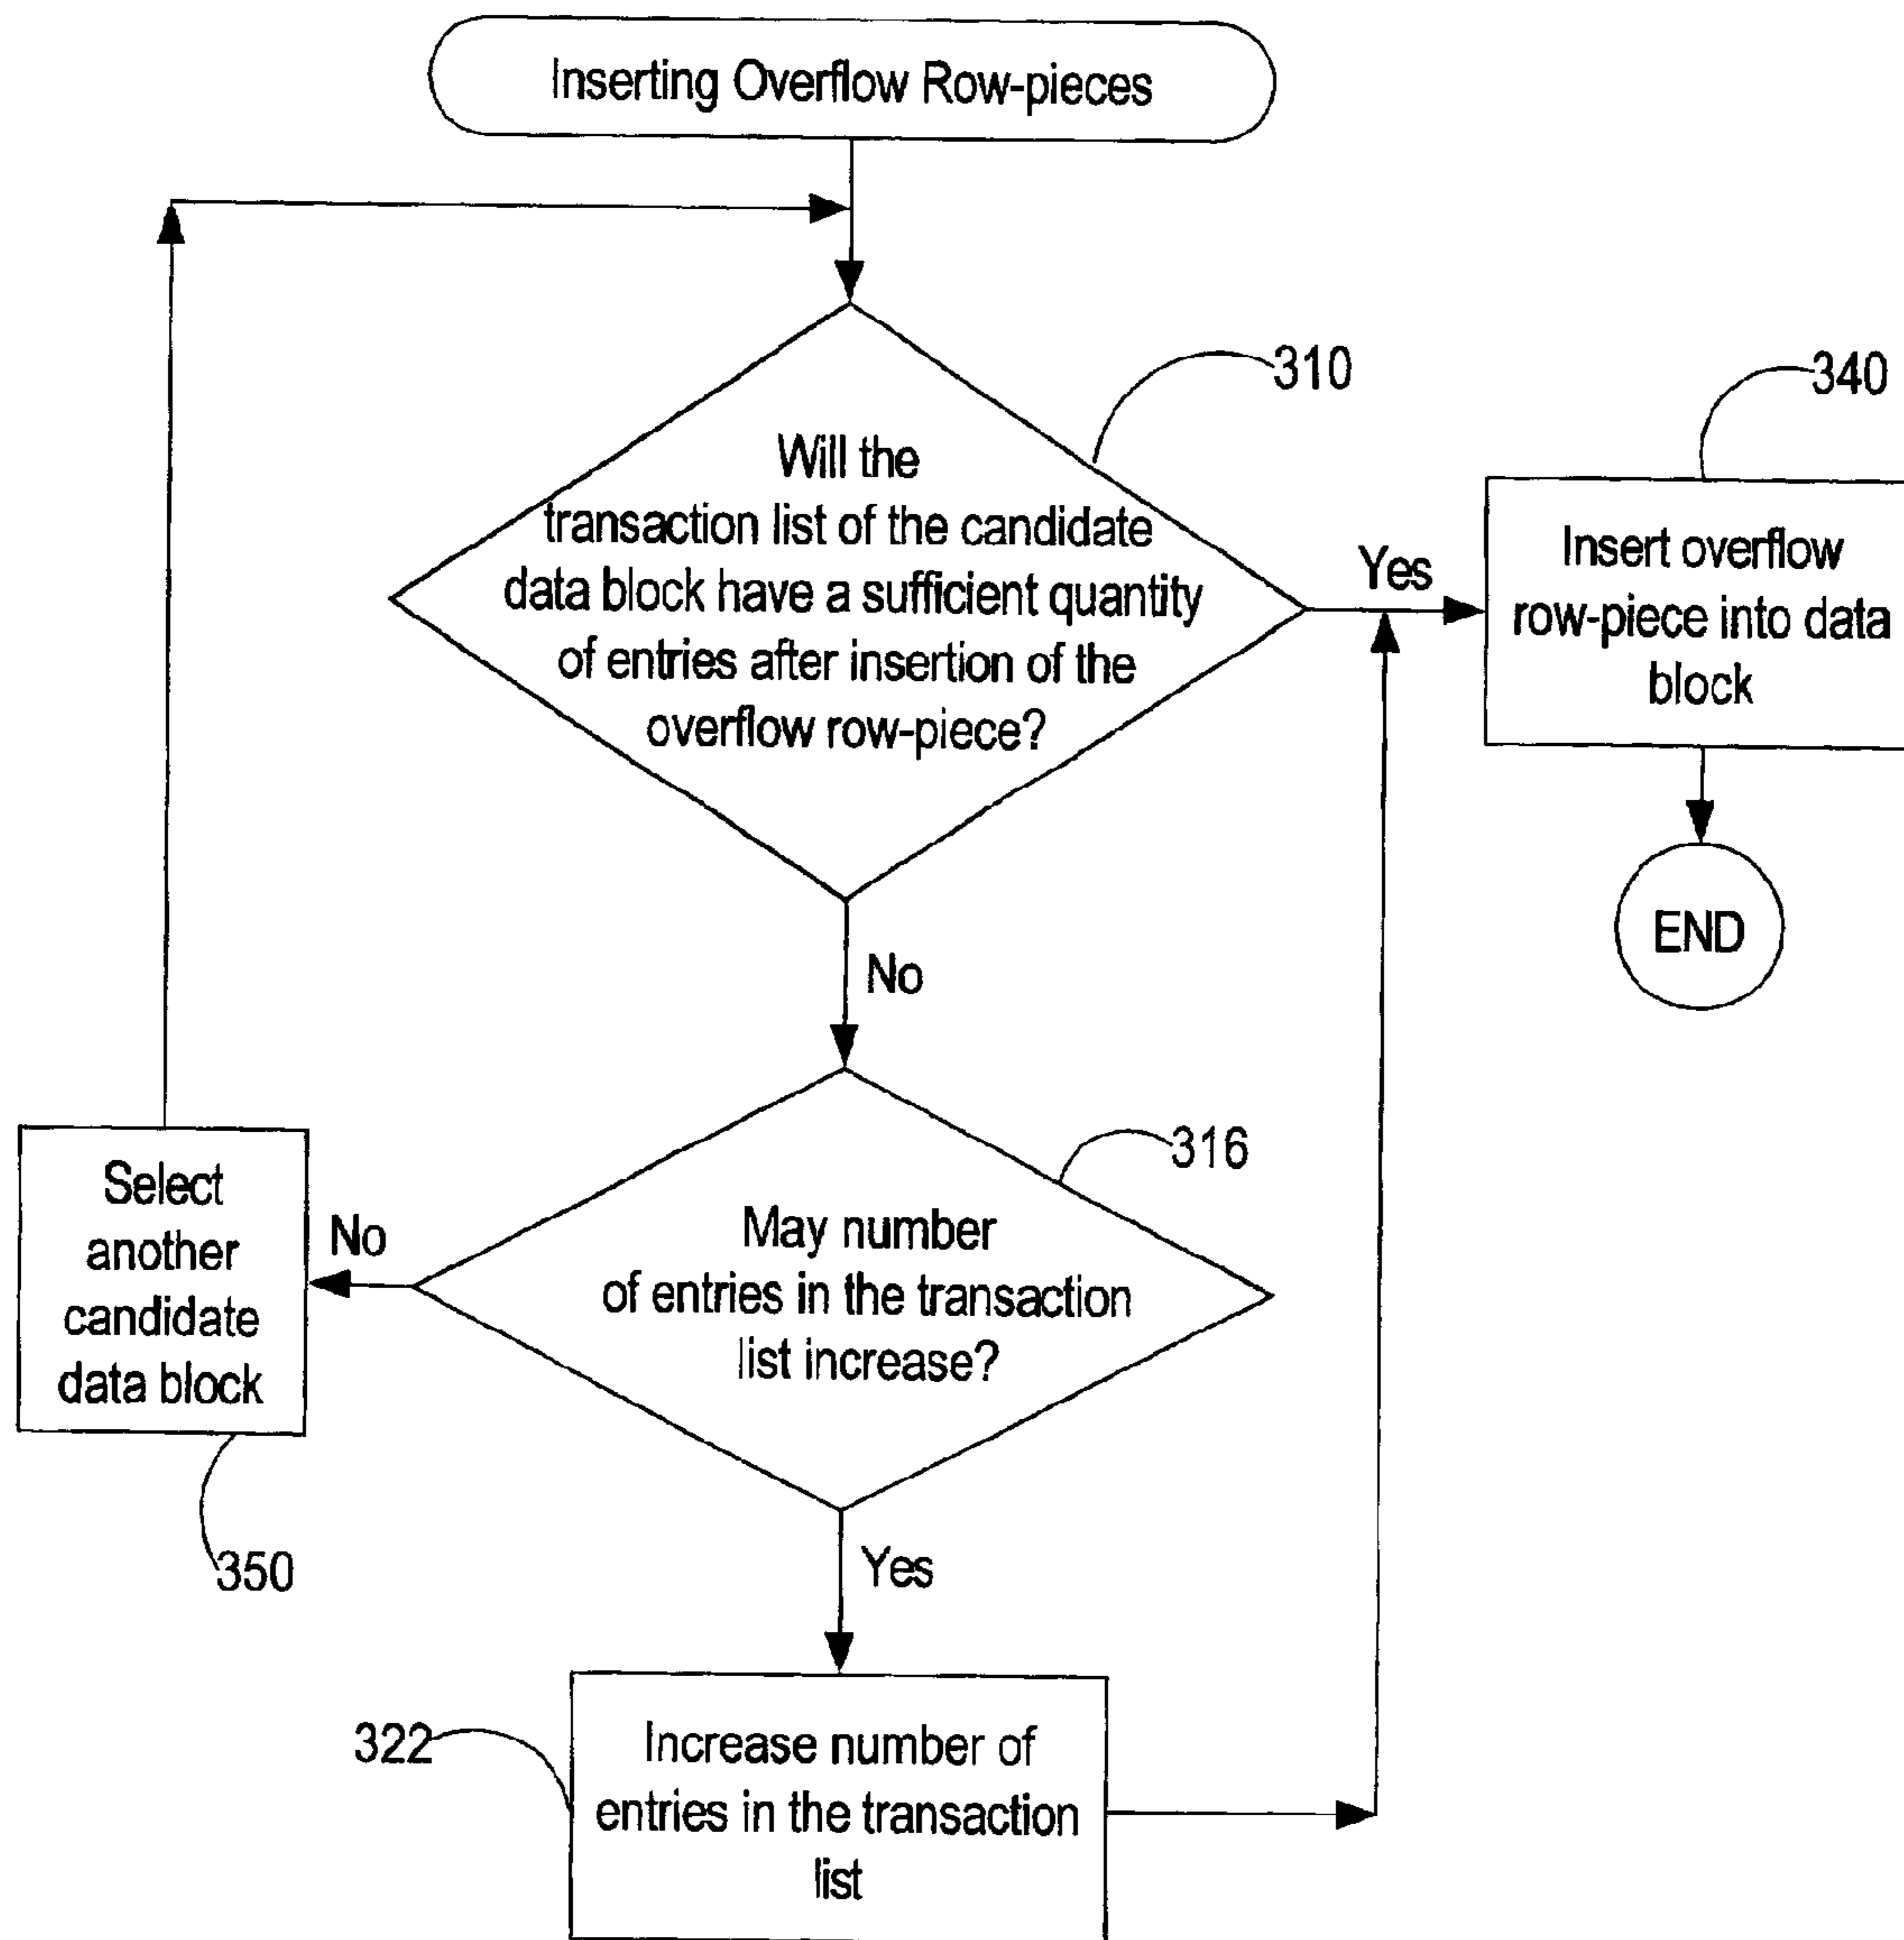 Inserting Overflow Row-pieces
310
340
Will the
transaction list of the candidate
data block have a sufficient quantity
of entries after insertion of the
overflow row-piece?
Yes
Insert overflow
row-piece into data
block
END
No
316
May number
of entries in the transaction
list increase?
No
Select
another
candidate
data block
350
Yes
322
Increase number of
entries in the transaction
list